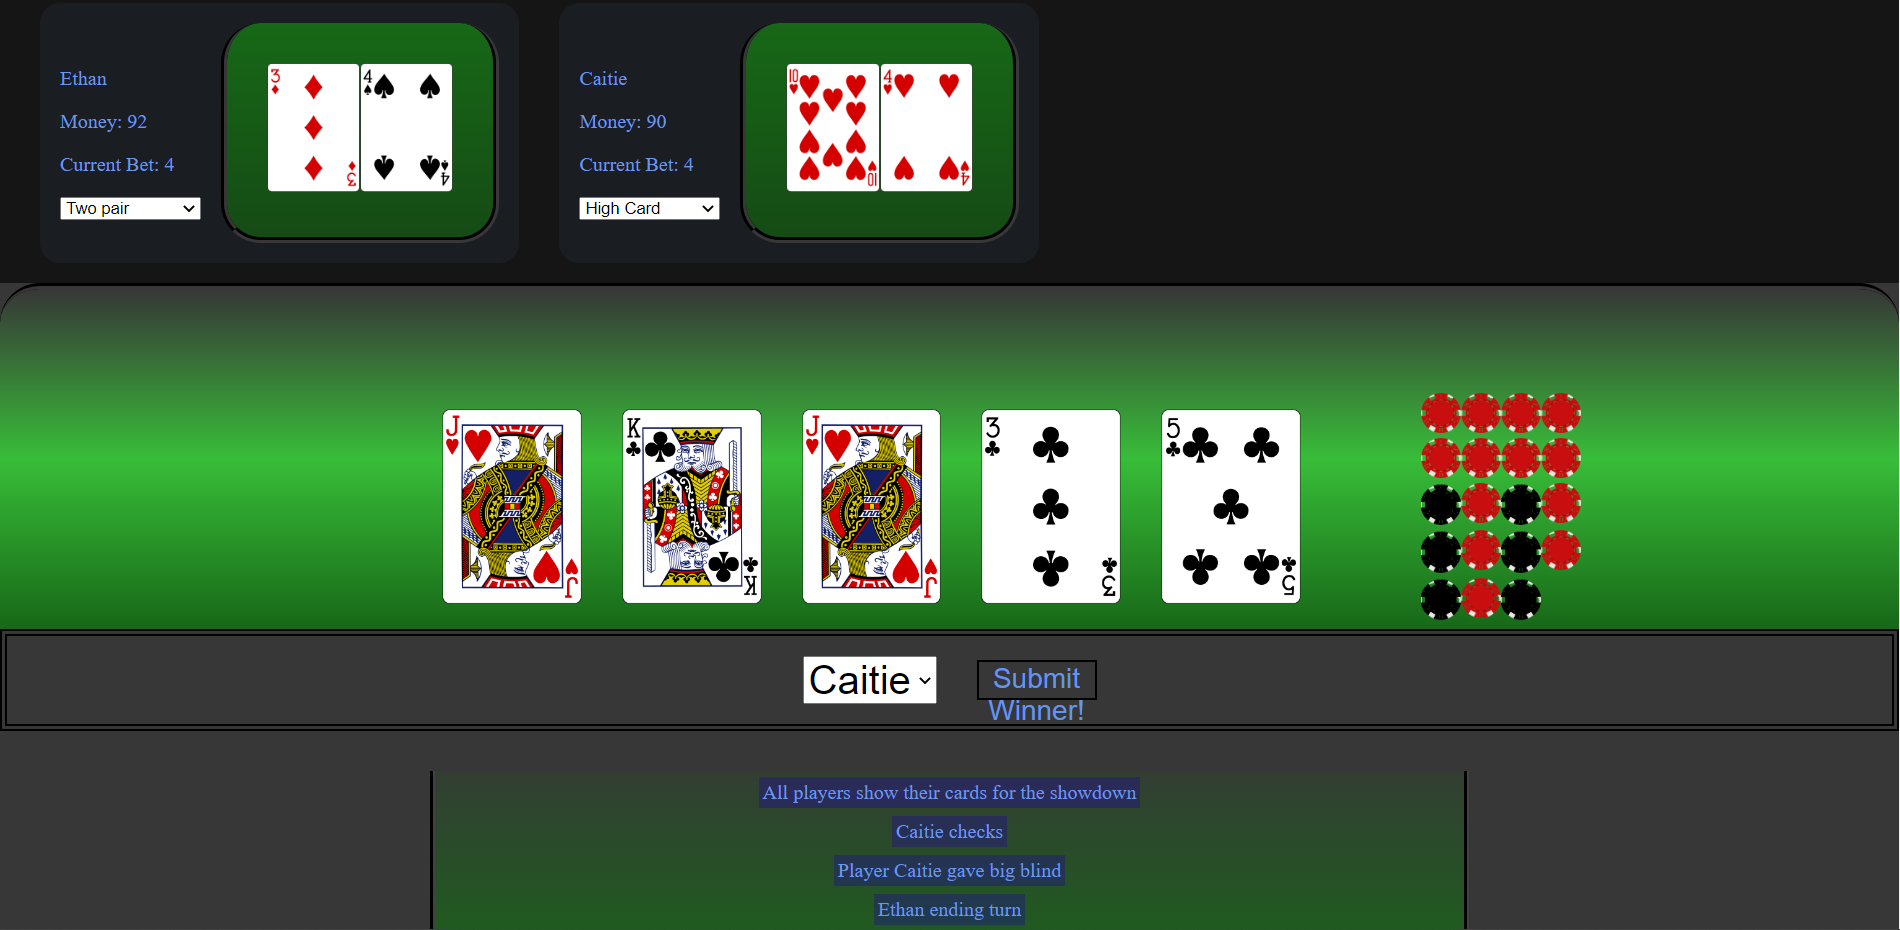 Ethan
Money: 92
Current Bet: 4
Two pair
3
3
4
4
Caitie
Money: 90
Current Bet: 4
High Card
10
10
4
4
J
J
K
K
J
J
3
3
5
5
Caitie
Submit
Winner!
All players show their cards for the showdown
Caitie checks
Player Caitie gave big blind
Ethan ending turn